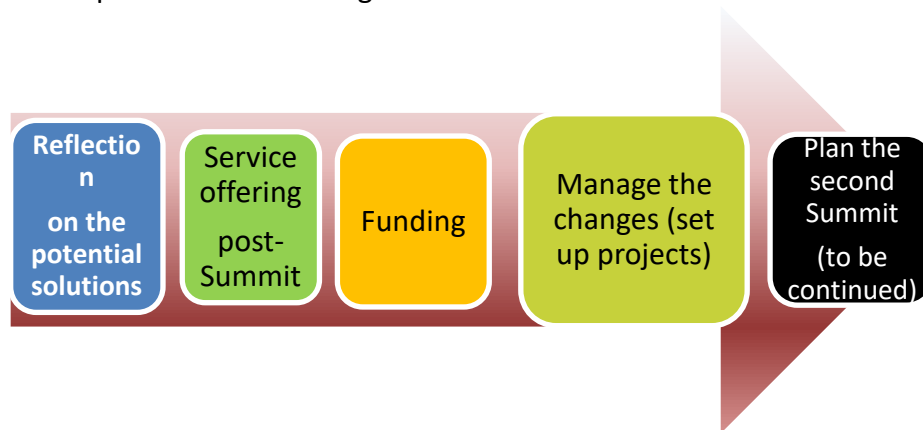 Reflectio
n
on the
potential
solutions
Service
offering
post-
Summit
Funding
Manage the
changes (set
up projects)
Plan the
second
Summit
(to be
continued)